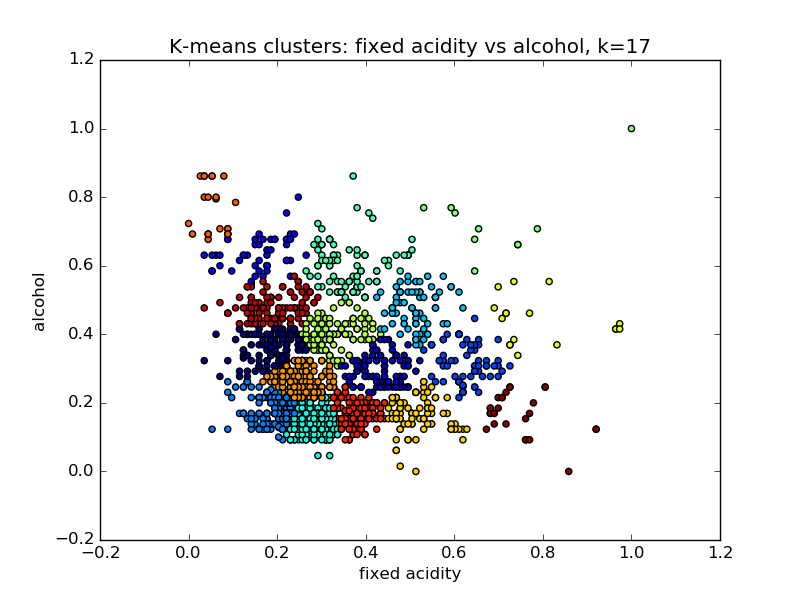 K-means clusters: fixed acidity vs alcohol, k=17
1.2
1.0
0.8
0.6
0.4
0.2
0.0
−0.2
alcohol
−0.2 0.0 0.2 0.4 0.6 0.8 1.0 1.2
fixed acidity